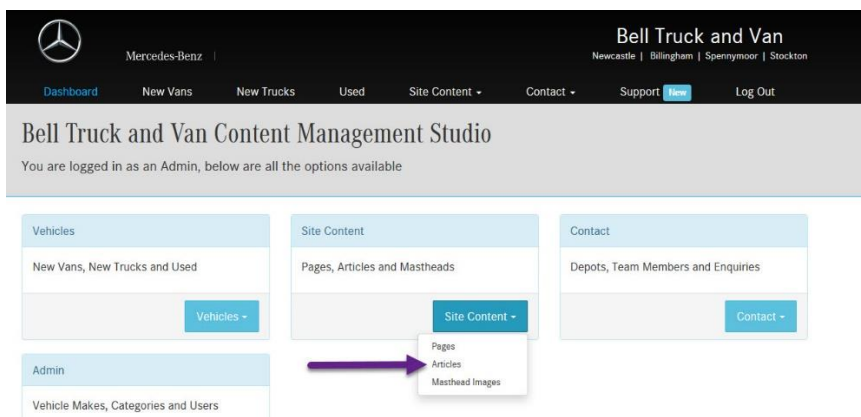 Bell Truck and Van
Mercedes-Benz
Newcastle | Billingham | Spennymoor | Stockton
Dashboard New Vans New Trucks Used Site Content Contact Support New Log Out
Bell Truck and Van Content Management Studio
You are logged in as an Admin, below are all the options available
Vehicles
New Vans, New Trucks and Used
Vehicles
Site Content
Pages, Articles and Mastheads
Site Content
Pages
Articles
Masthead Images
Contact
Depots, Team Members and Enquiries
Contact
Admin
Vehicle Makes, Categories and Users